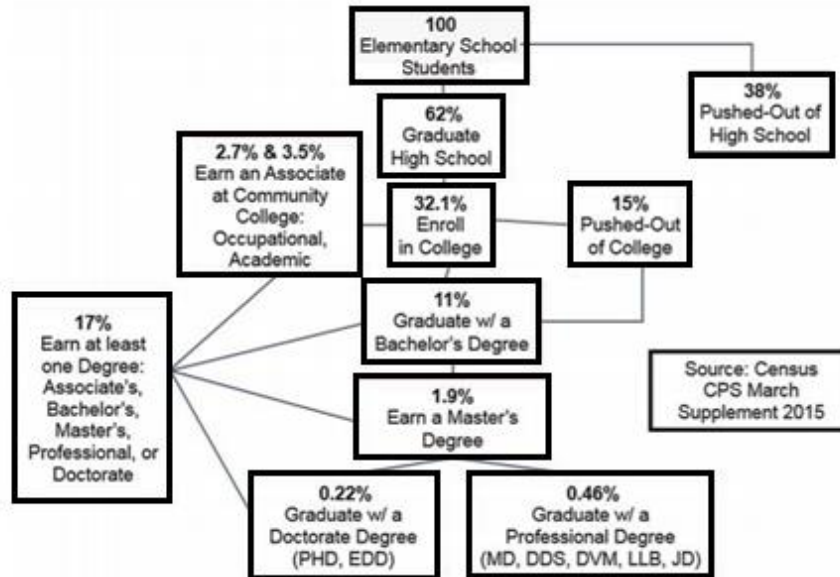 100
Elementary School
Students
38%
Pushed-Out of
High School
62%
Graduate
High School
2.7% & 3.5%
Earn an Associate
at Community
College:
Occupational,
Academic
32.1%
Enroll
in College
15%
Pushed-Out
of College
17%
Earn at least
one Degree:
Associate's,
Bachelor's,
Master's,
Professional, or
Doctorate
11%
Graduate w/ a
Bachelor's Degree
Source: Census
CPS March
Supplement 2015
1.9%
Earn a Master's
Degree
0.22%
Graduate w/ a
Doctorate Degree
(PHD, EDD)
0.46%
Graduate w/ a
Professional Degree
(MD, DDS, DVM, LLB, JD)